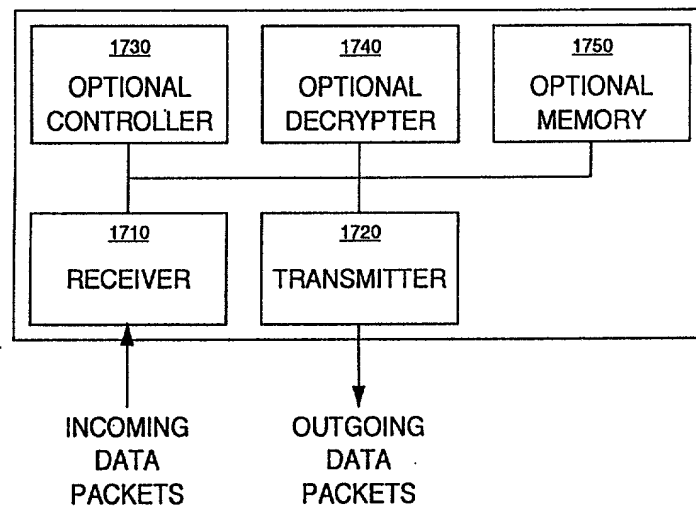 1730
OPTIONAL
CONTROLLER
1740
OPTIONAL
DECRYPTER
1750
OPTIONAL
MEMORY
1710
RECEIVER
1720
TRANSMITTER
INCOMING
DATA
PACKETS
OUTGOING
DATA
PACKETS